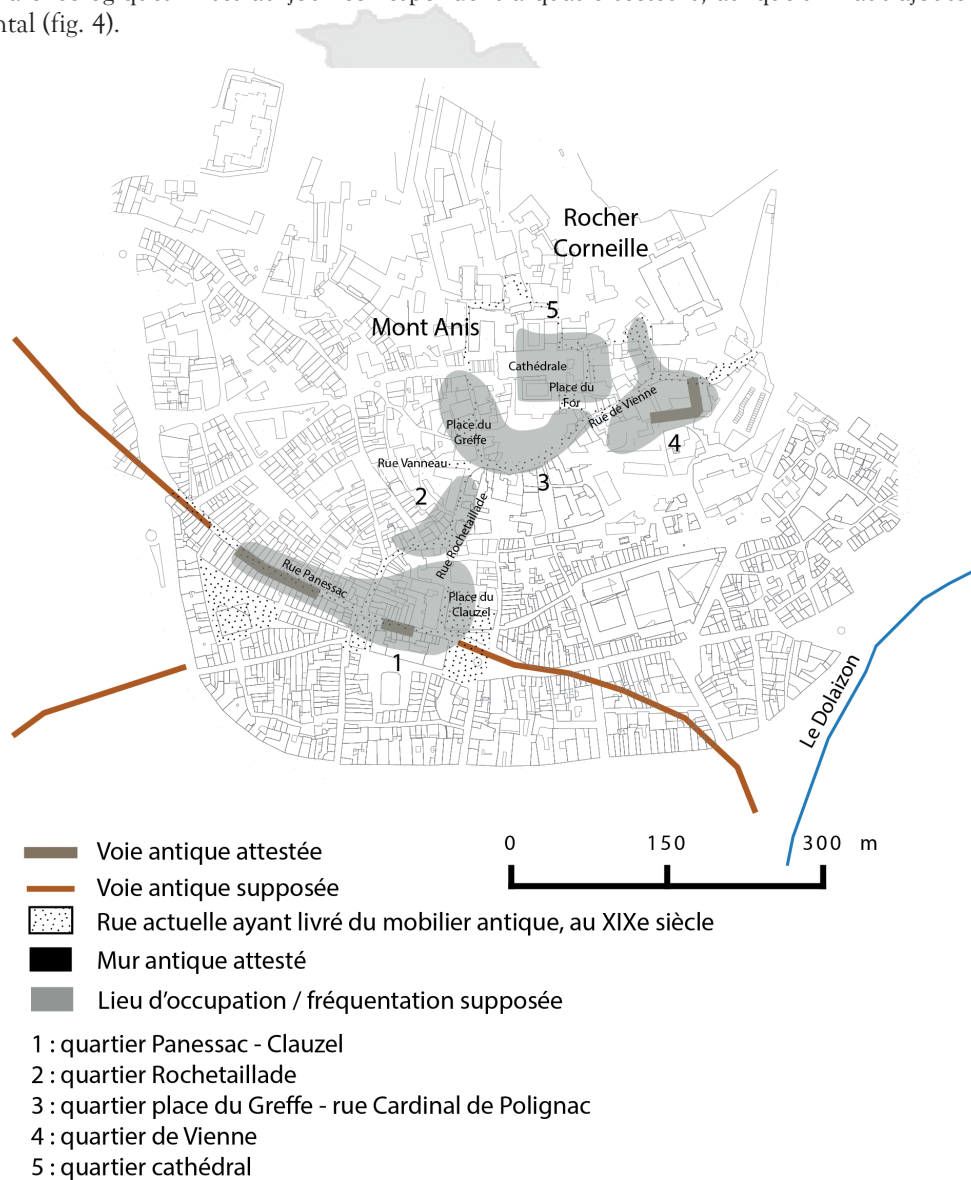 ntal (fig. 4).
Rocher
Corneille
5
Mont Anis
Cathédrale
Place du
For
Rue de Vienne
Place du
Greffe
4
Rue Vanneau
3
2
Rue Rochetaillade
Rue Panessac
Place du
Clauzel
1
Le Dolaizon
0 150 300 m
Voie antique attestée
Voie antique supposée
Rue actuelle ayant livré du mobilier antique, au XIXe siècle
Mur antique attesté
Lieu d'occupation / fréquentation supposée
1 : quartier Panessac - Clauzel
2 : quartier Rochetaillade
3 : quartier place du Greffe - rue Cardinal de Polignac
4 : quartier de Vienne
5 : quartier cathédral